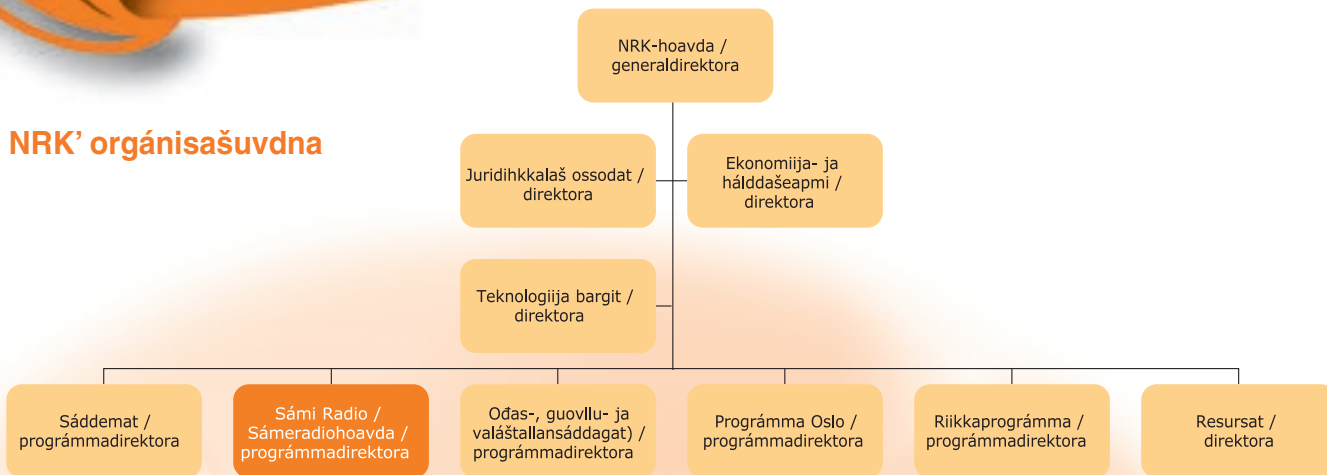 NRK-hoavda /
generaldirektora
NRK’ orgánisašuvdna
Juridihkkalaš ossodat /
direktora
Ekonomiija- ja
hálddašeapmi /
direktora
Teknologiija bargit /
direktora
Sáddemat /
prográmmadirektora
Sámi Radio /
Sámeradiohoavda /
prográmmadirektora
Ođas-, guovllu- ja
valáštallansáddagat) /
prográmmadirektora
Prográmma Oslo /
prográmmadirektora
Riikkaprográmma /
prográmmadirektora
Resursat /
direktora